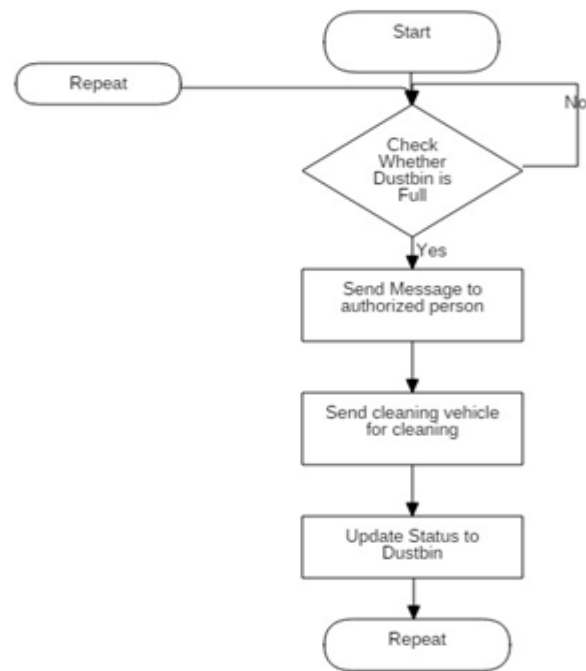 Start
Repeat
No
Check
Whether
Dustbin is
Full
Yes
Send Message to
authorized person
Send cleaning vehicle
for cleaning
Update Status to
Dustbin
Repeat